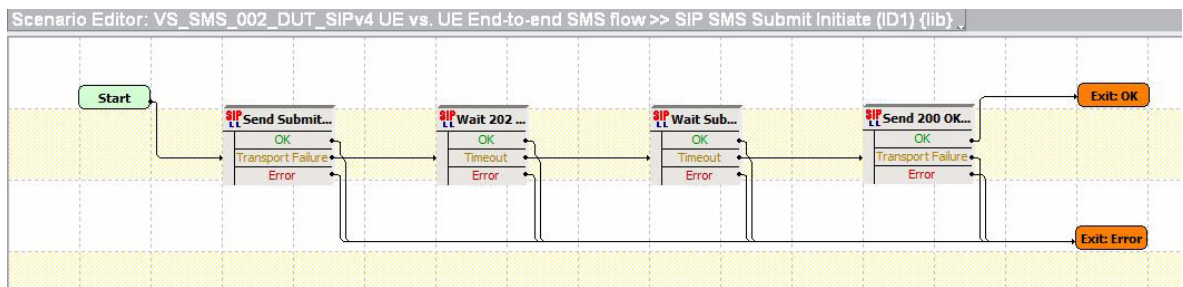 Scenario Editor: VS_SMS_002_DUT_SIPv4 UE vs. UE End-to-end SMS flow >> SIP SMS Submit Initiate (ID1) {lib}
Start
Exit: OK
SIP LL Send Submit...
OK
Transport Failure
Error
SIP LL Wait 202 ...
OK
Timeout
Error
SIP LL Wait Sub...
OK
Timeout
Error
SIP LL Send 200 OK...
OK
Transport Failure
Error
Exit: Error